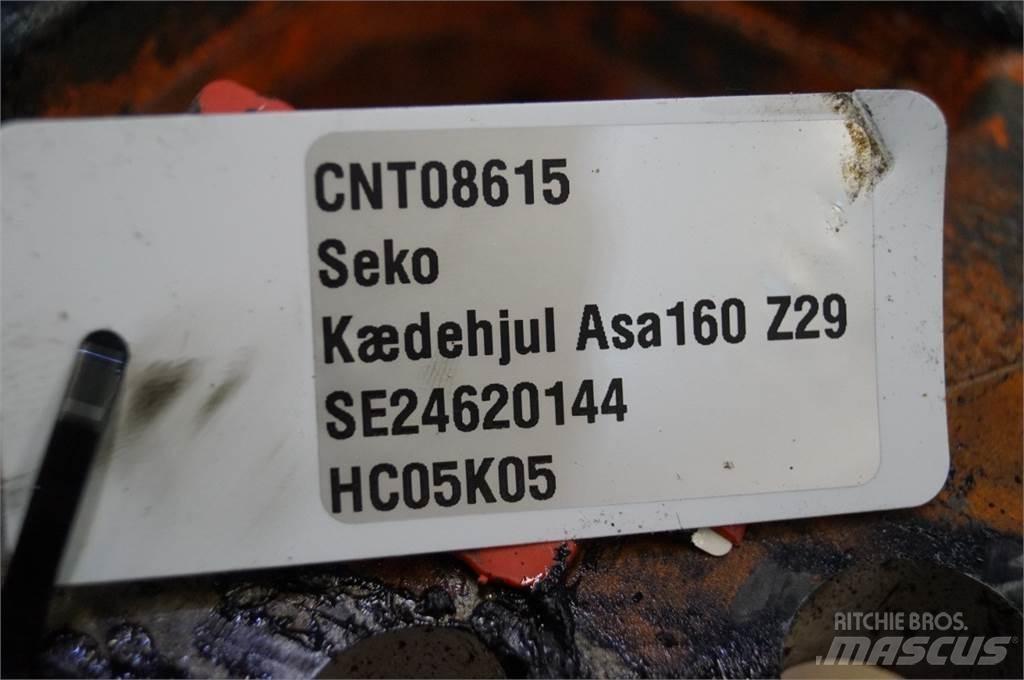 CNT08615
Seko
Kædehjul Asa160 Z29
SE24620144
HC05K05
RITCHIE BROS.
MASCUS